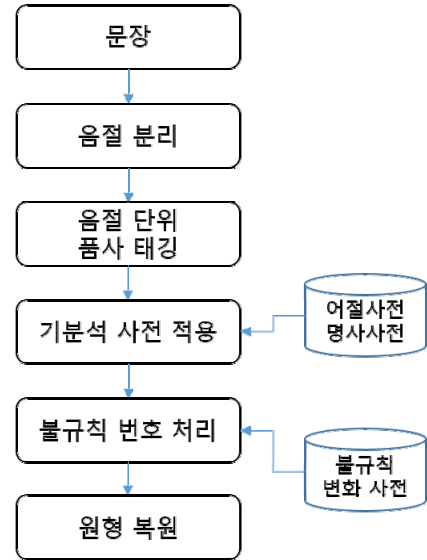 문장
음절 분리
음절 단위
품사 태깅
기분석 사전 적용
어절사전
명사사전
불규칙 번호 처리
불규칙
변화 사전
원형 복원